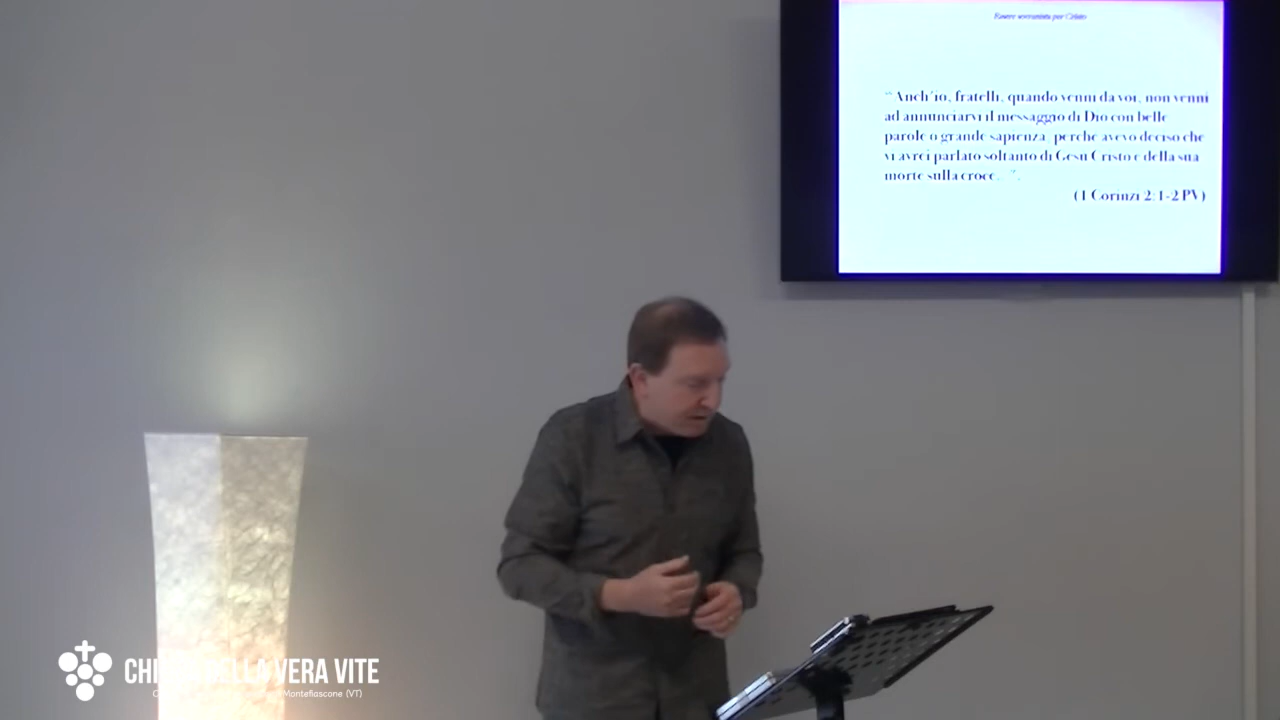 Essere sovrumista per Cristo
“Anch’io, fratelli, quando venni da voi, non venni
ad annunciarvi il messaggio di Dio con belle
parole o grande sapienza perché avevo deciso che
vi avrei parlato soltanto di Gesù Cristo e della sua
morte sulla croce...”.
(1 Corinzi 2:1-2 PV)
CHIESA DELLA VERA VITE
Montefiascone (VT)